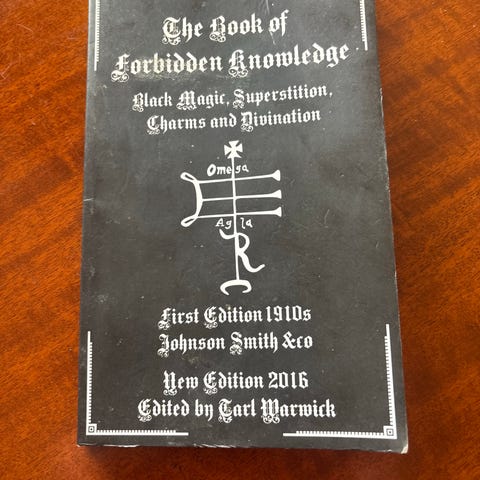 The Book of
Forbidden Knowledge
Black Magic, Superstition,
Charms and Divination
Omega
Agla
R
First Edition 1910s
Johnson Smith &co
New Edition 2016
Edited by Tarl Warwick